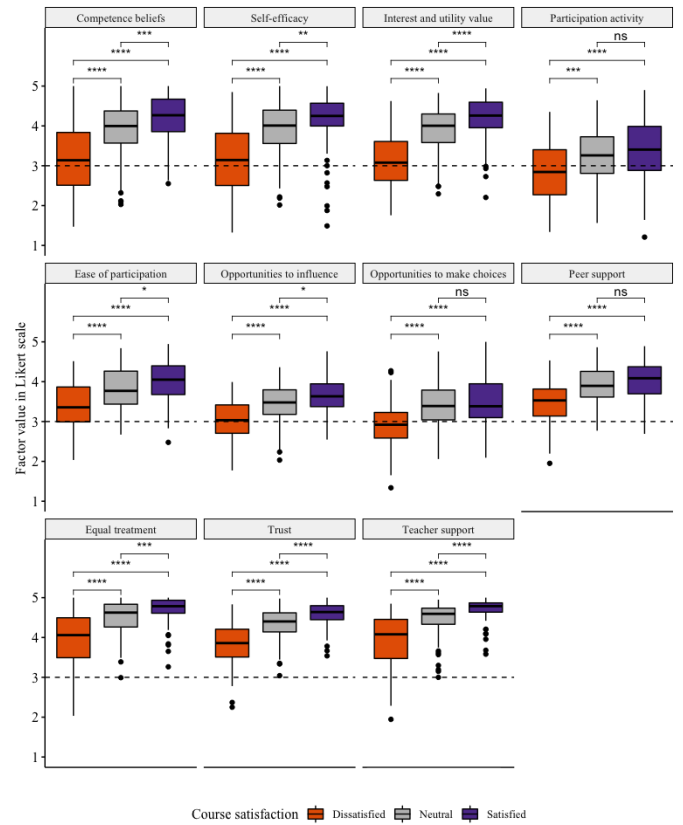 Competence beliefs Self-efficacy Interest and utility value Participation activity
*** ** **** ns
**** **** **** ****
**** **** **** ***
5
4
3
2
1
Ease of participation Opportunities to influence Opportunities to make choices Peer support
* * ns ns
**** **** **** ****
**** **** **** ****
5
4
3
2
1
Factor value in Likert scale
Equal treatment Trust Teacher support
*** **** ****
**** **** ****
**** **** ****
5
4
3
2
1
Course satisfaction Dissatisfied Neutral Satisfied